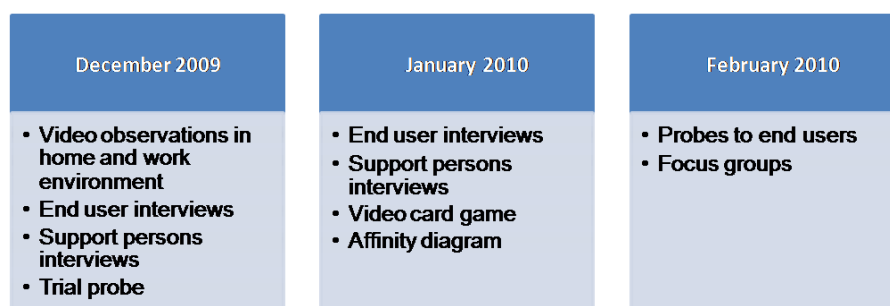 December 2009
• Video observations in
home and work
environment
• End user interviews
• Support persons
interviews
• Trial probe
January 2010
• End user interviews
• Support persons
interviews
• Video card game
• Affinity diagram
February 2010
• Probes to end users
• Focus groups